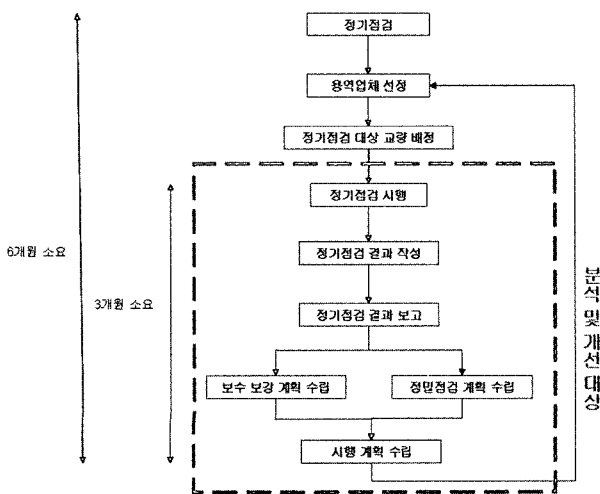 정기점검
용역업체 선정
정기점검 대상 교량 배정
정기점검 시행
정기점검 결과 작성
6개월 소요
3개월 소요
정기점검 결과 보고
보수 보강 계획 수립
정밀점검 계획 수립
시행 계획 수립
분석 및 개선 대상